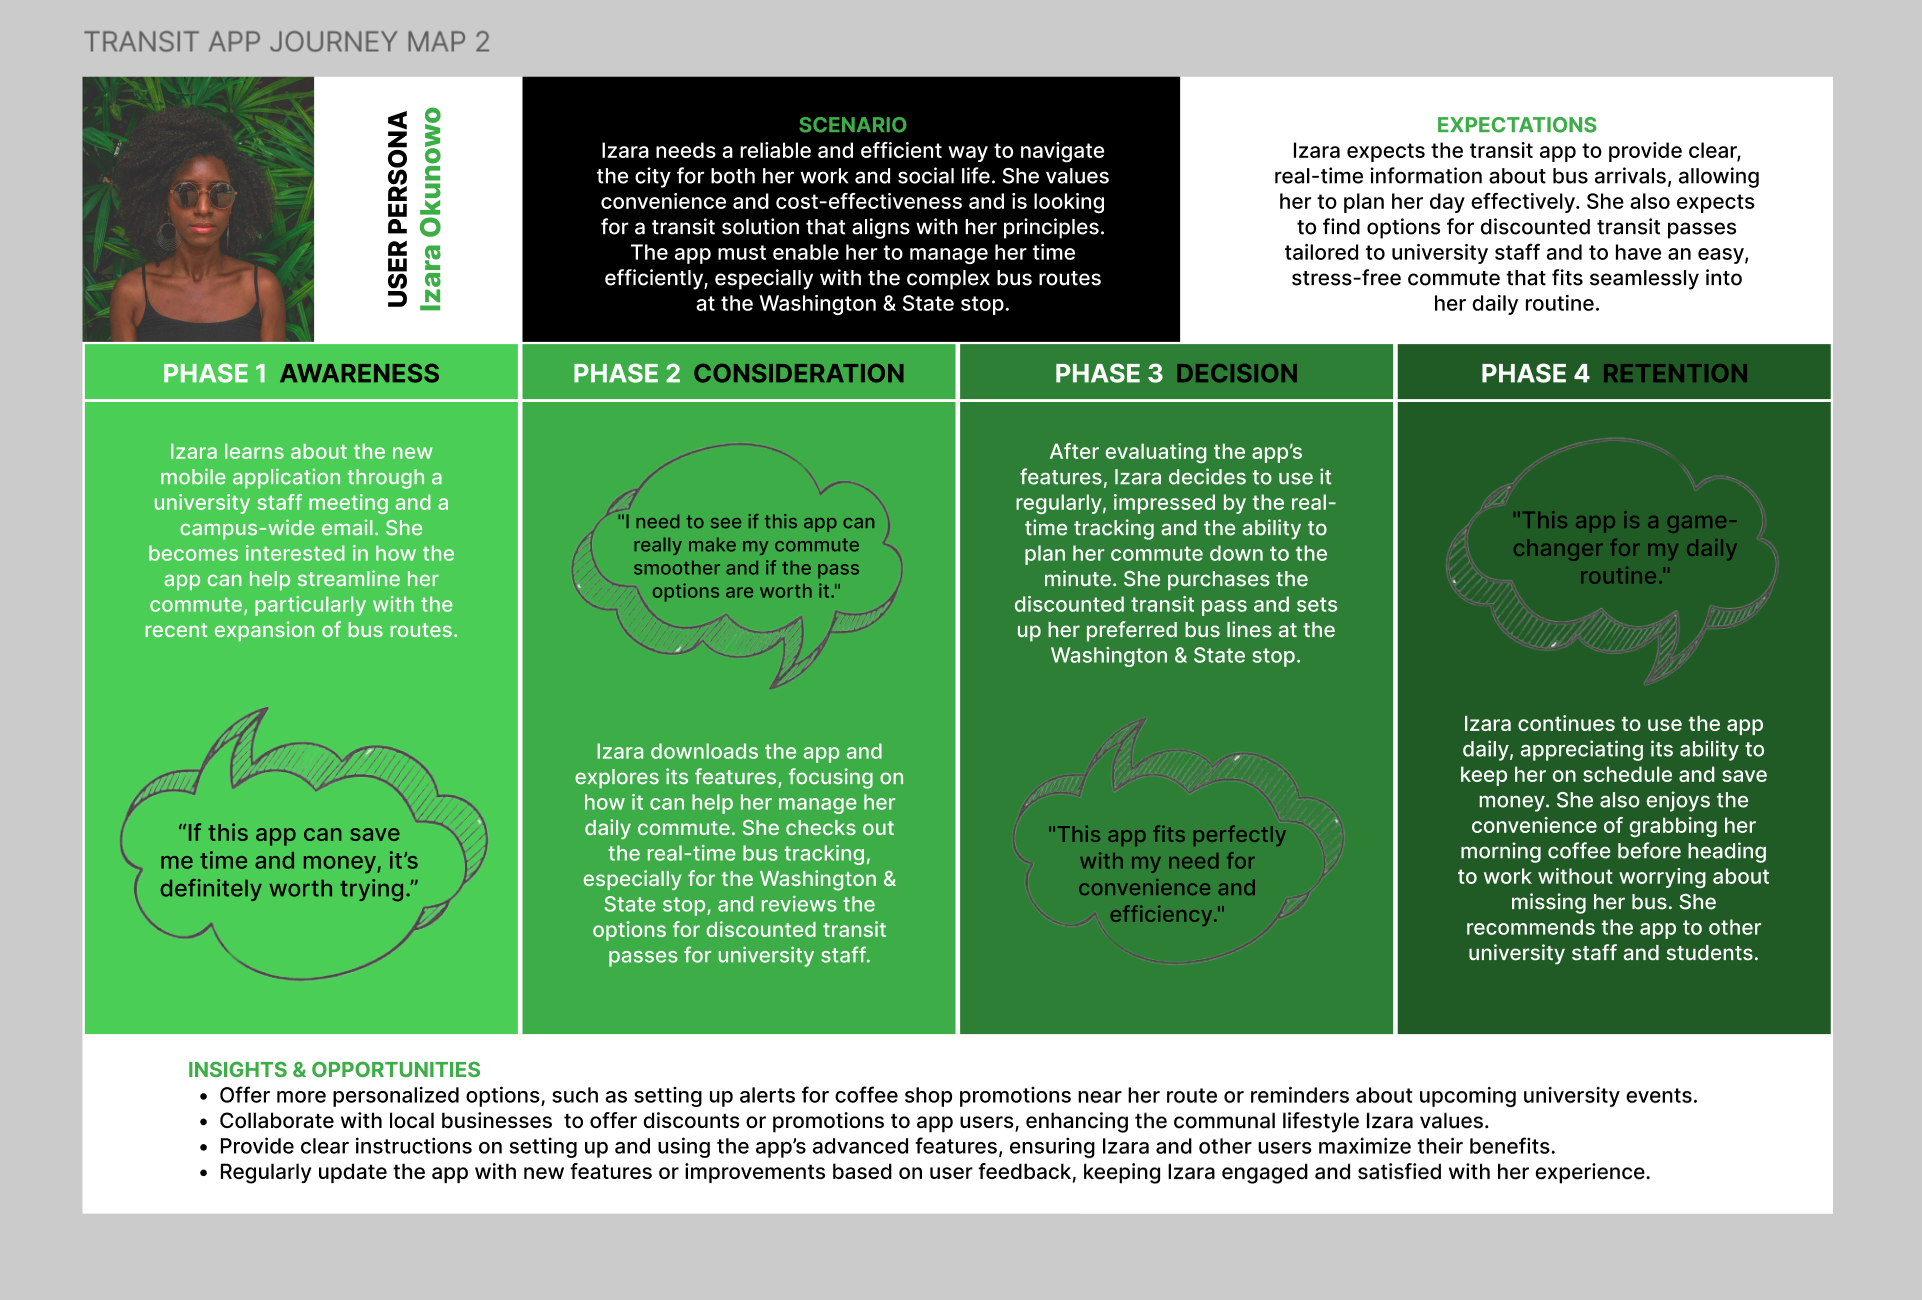 TRANSIT APP JOURNEY MAP 2
USER PERSONA
Izara Okunowo
SCENARIO
Izara needs a reliable and efficient way to navigate
the city for both her work and social life. She values
convenience and cost-effectiveness and is looking
for a transit solution that aligns with her principles.
The app must enable her to manage her time
efficiently, especially with the complex bus routes
at the Washington & State stop.
EXPECTATIONS
Izara expects the transit app to provide clear,
real-time information about bus arrivals, allowing
her to plan her day effectively. She also expects
to find options for discounted transit passes
tailored to university staff and to have an easy,
stress-free commute that fits seamlessly into
her daily routine.
PHASE 1 AWARENESS
Izara learns about the new
mobile application through a
university staff meeting and a
campus-wide email. She
becomes interested in how the
app can help streamline her
commute, particularly with the
recent expansion of bus routes.
“If this app can save
me time and money, it’s
definitely worth trying.”
PHASE 2 CONSIDERATION
"I need to see if this app can
really make my commute
smoother and if the pass
options are worth it."
Izara downloads the app and
explores its features, focusing on
how it can help her manage her
daily commute. She checks out
the real-time bus tracking,
especially for the Washington &
State stop, and reviews the
options for discounted transit
passes for university staff.
PHASE 3 DECISION
After evaluating the app’s
features, Izara decides to use it
regularly, impressed by the real-
time tracking and the ability to
plan her commute down to the
minute. She purchases the
discounted transit pass and sets
up her preferred bus lines at the
Washington & State stop.
"This app fits perfectly
with my need for
convenience and
efficiency."
PHASE 4 RETENTION
"This app is a game-
changer for my daily
routine."
Izara continues to use the app
daily, appreciating its ability to
keep her on schedule and save
money. She also enjoys the
convenience of grabbing her
morning coffee before heading
to work without worrying about
missing her bus. She
recommends the app to other
university staff and students.
INSIGHTS & OPPORTUNITIES
• Offer more personalized options, such as setting up alerts for coffee shop promotions near her route or reminders about upcoming university events.
• Collaborate with local businesses  to offer discounts or promotions to app users, enhancing the communal lifestyle Izara values.
• Provide clear instructions on setting up and using the app’s advanced features, ensuring Izara and other users maximize their benefits.
• Regularly update the app with new features or improvements based on user feedback, keeping Izara engaged and satisfied with her experience.